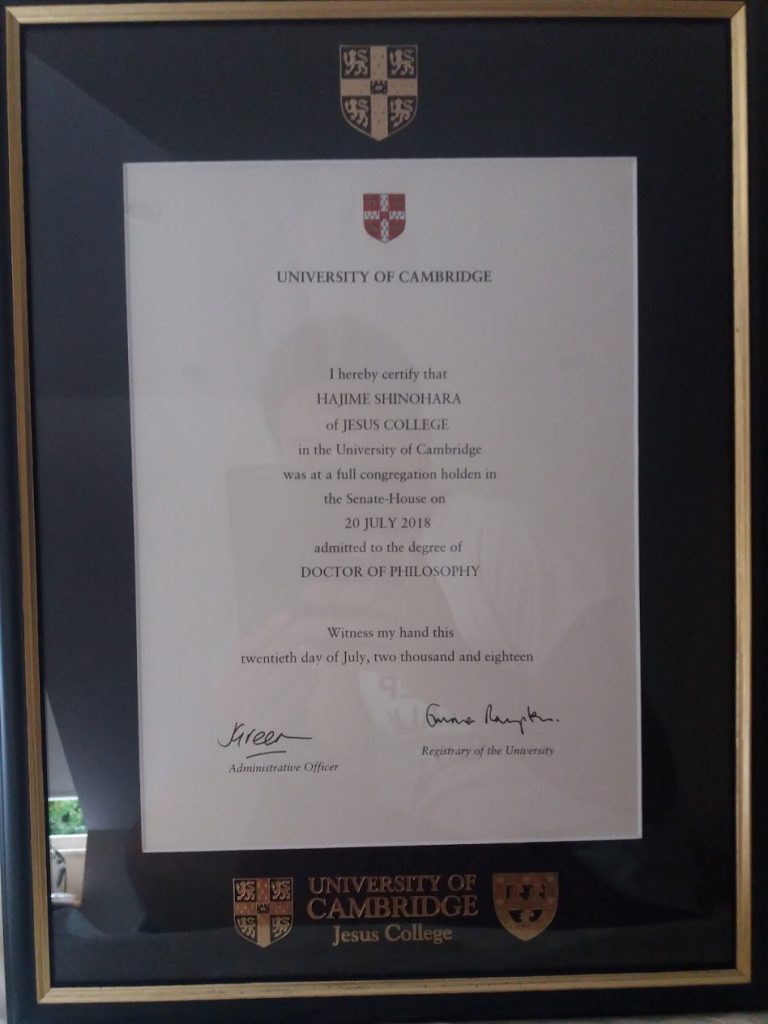 UNIVERSITY OF CAMBRIDGE
I hereby certify that
HAJIME SHINOHARA
of JESUS COLLEGE
in the University of Cambridge
was at a full congregation holden in
the Senate-House on
20 JULY 2018
admitted to the degree of
DOCTOR OF PHILOSOPHY
Witness my hand this
twentieth day of July, two thousand and eighteen
JGreen
Administrative Officer
Registrary of the University
UNIVERSITY OF
CAMBRIDGE
Jesus College